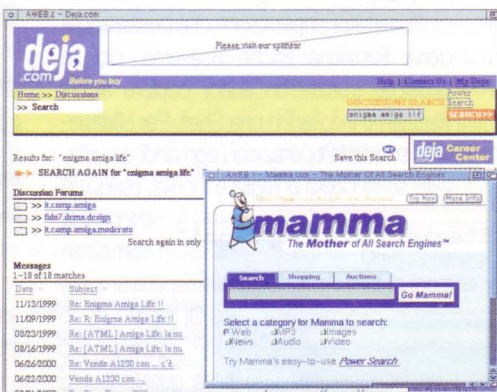 AWEB.2 - Deja.com
deja
.com
Before you buy
Please visit our sponsor
Help | Contact Us | My Deja
Home >> Discussions
>> Search
DISCUSSIONS SEARCH
Power
Search
enigma amiga lif
SEARCH>>
Results for: "enigma amiga life"
Save this Search
deja Career
Center
SEARCH AGAIN for "enigma amiga life"
Discussion Forums
>> it.comp.amiga
>> fido7.demo.design
>> it.comp.amiga.moderato
Search again in only
Messages
1-18 of 18 matches
Date
Subject
11/13/1999 Re: Enigma Amiga Life !!
11/09/1999 Re: R: Enigma Amiga Life !!
08/23/1999 Re: [ATML] Amiga Life: le nu
08/16/1999 Re: [ATML] Amiga Life: la nu
06/26/2000 Re: Vendo A1230 con ... c'è
06/22/2000 Vendo A1230 con ...
AWEB.1 - Mamma.com - The Mother Of All Search Engines
Try Now
More Info
mamma
The Mother of All Search Engines™
Search
Shopping
Auctions
Go Mamma!
Select a category for Mamma to search:
Web MP3 Images
News Audio Video
Try Mamma's easy-to-use Power Search.